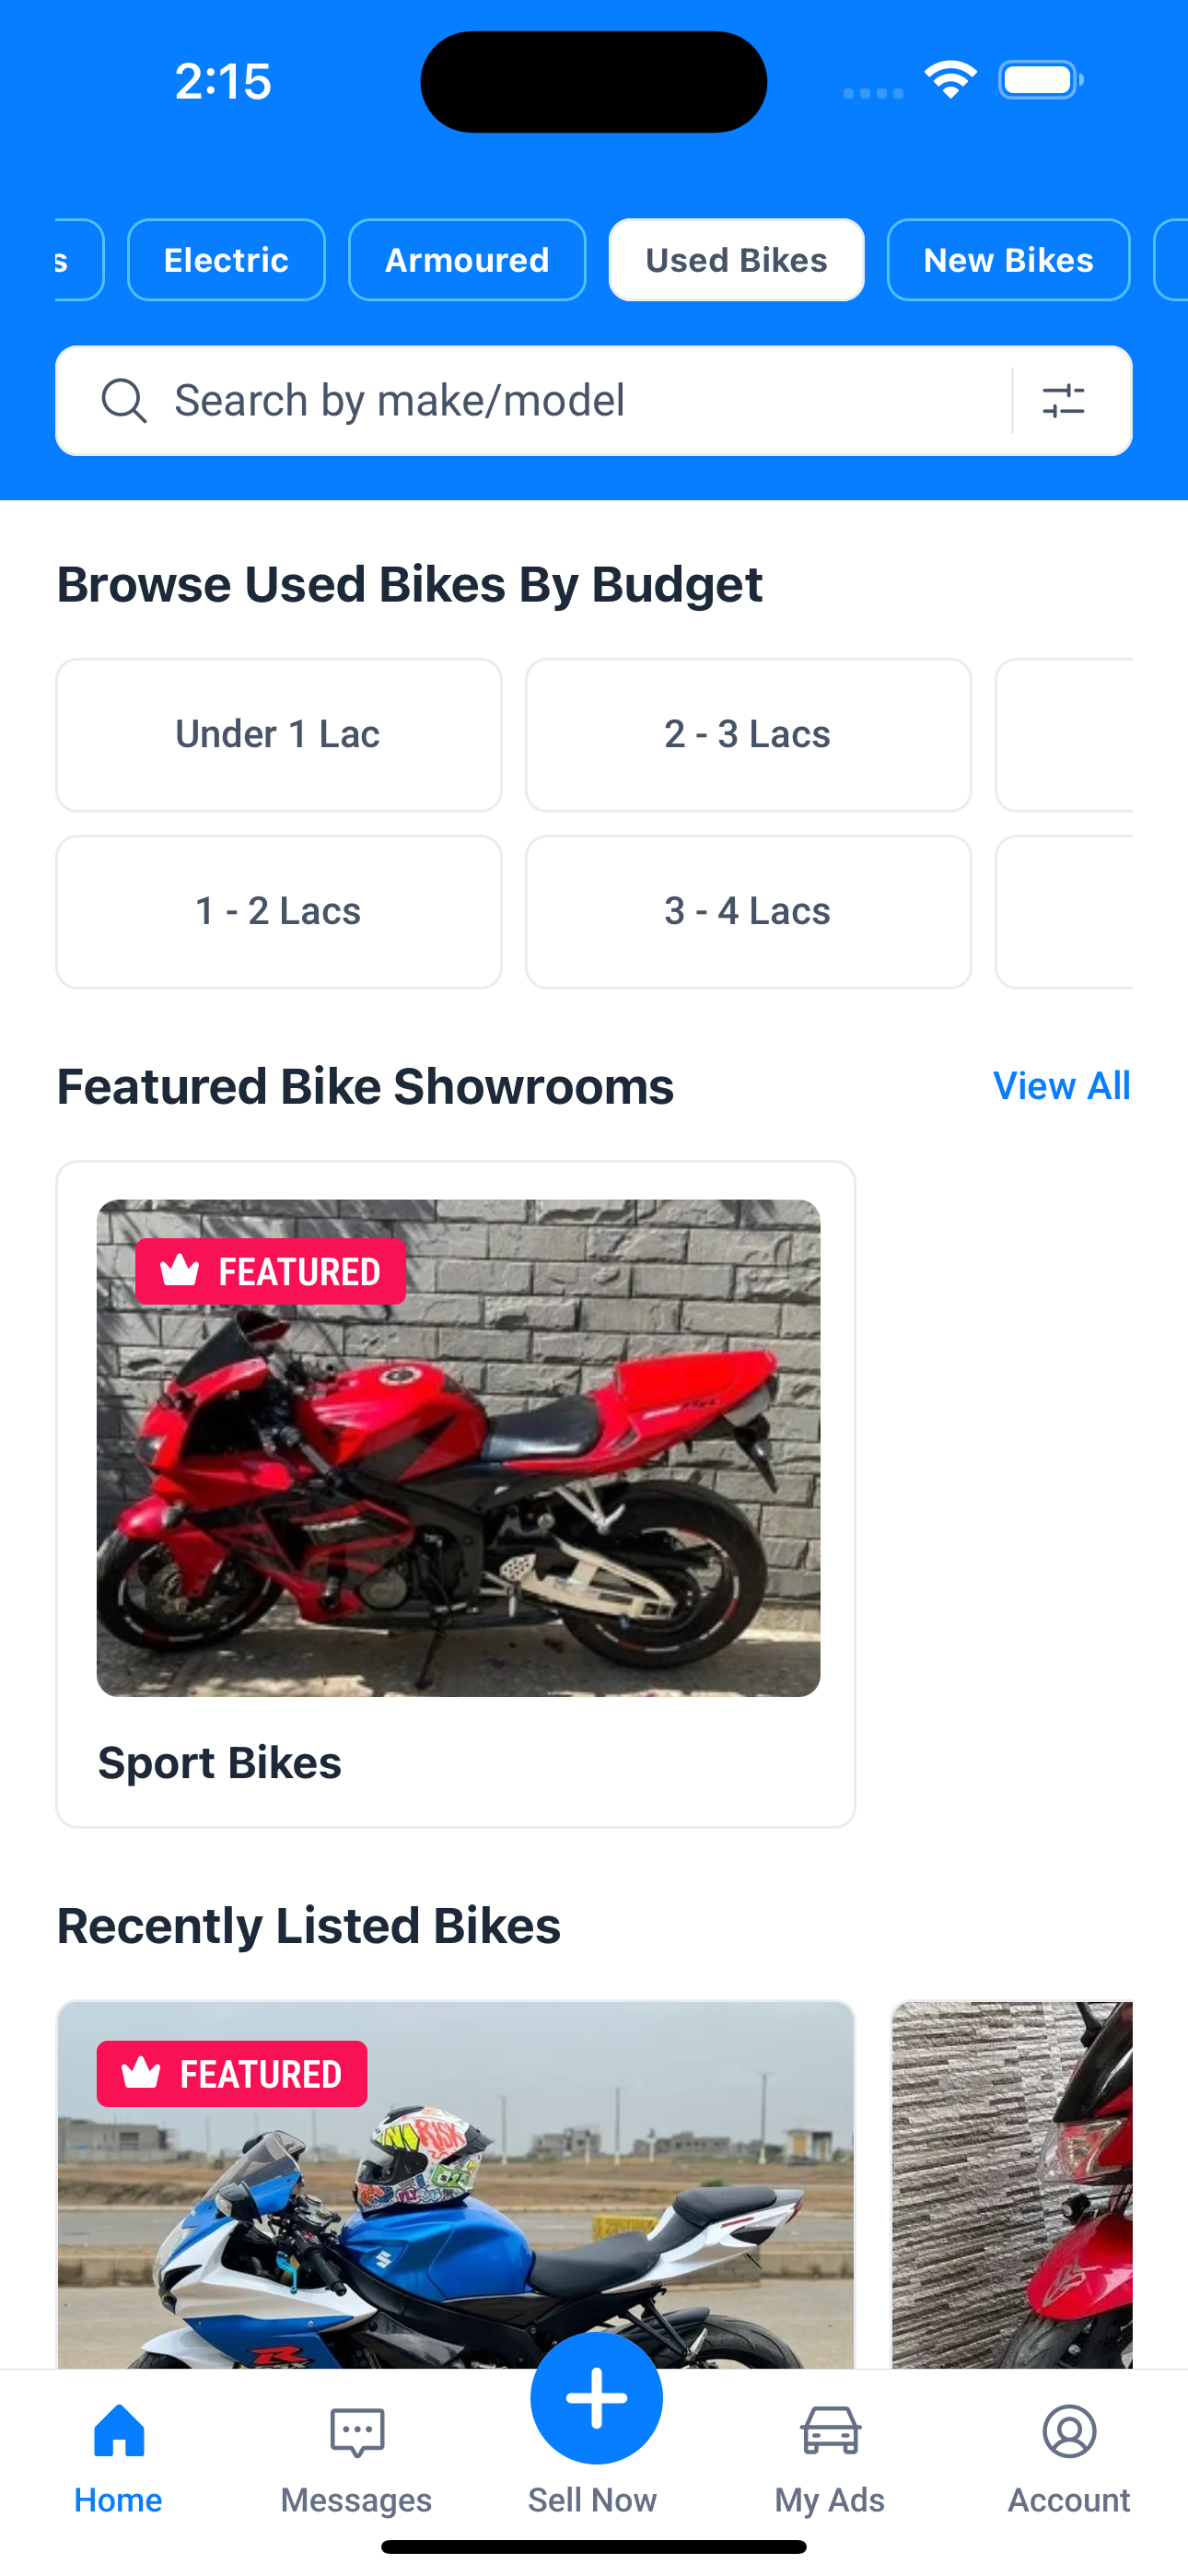 2:15
s
Electric
Armoured
Used Bikes
New Bikes
Search by make/model
Browse Used Bikes By Budget
Under 1 Lac
2 - 3 Lacs
1 - 2 Lacs
3 - 4 Lacs
Featured Bike Showrooms
View All
FEATURED
Sport Bikes
Recently Listed Bikes
FEATURED
RISK
R
Home
Messages
Sell Now
My Ads
Account